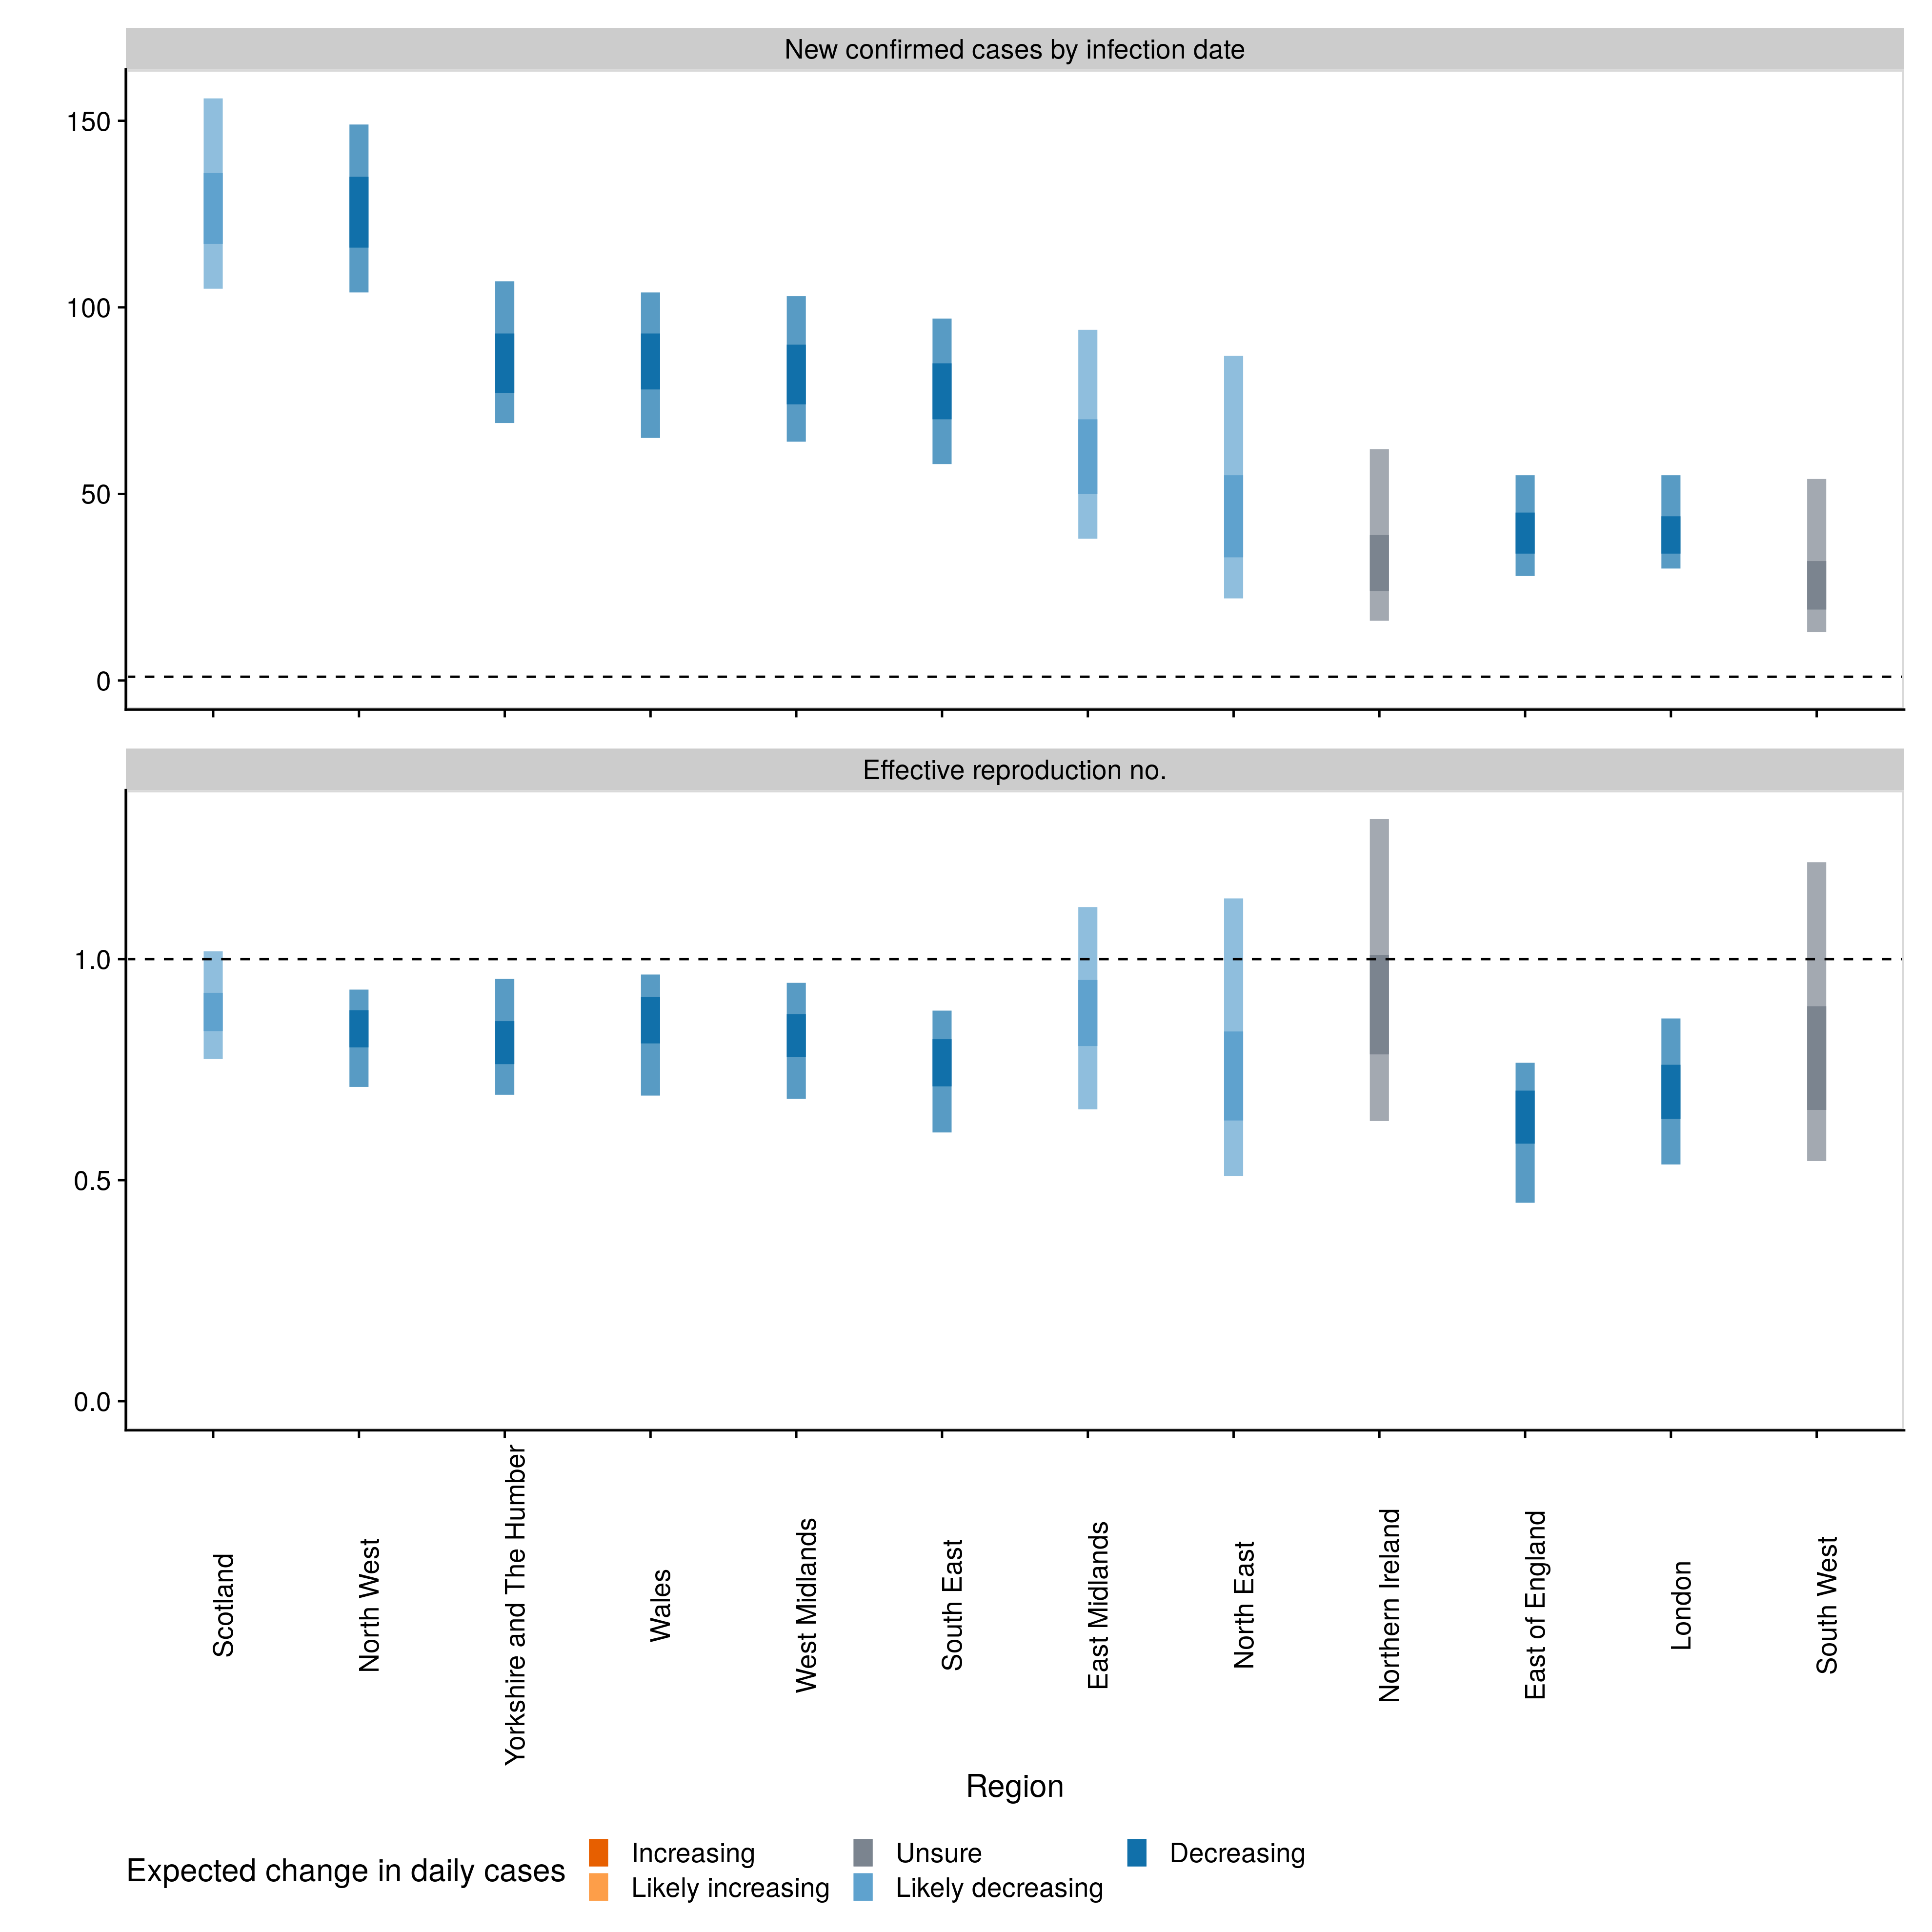 New confirmed cases by infection date
150
100
50
0
Effective reproduction no.
1.0
0.5
0.0
Scotland
North West
Yorkshire and The Humber
Wales
West Midlands
South East
East Midlands
North East
Northern Ireland
East of England
London
South West
Region
Expected change in daily cases
Increasing
Likely increasing
Unsure
Likely decreasing
Decreasing